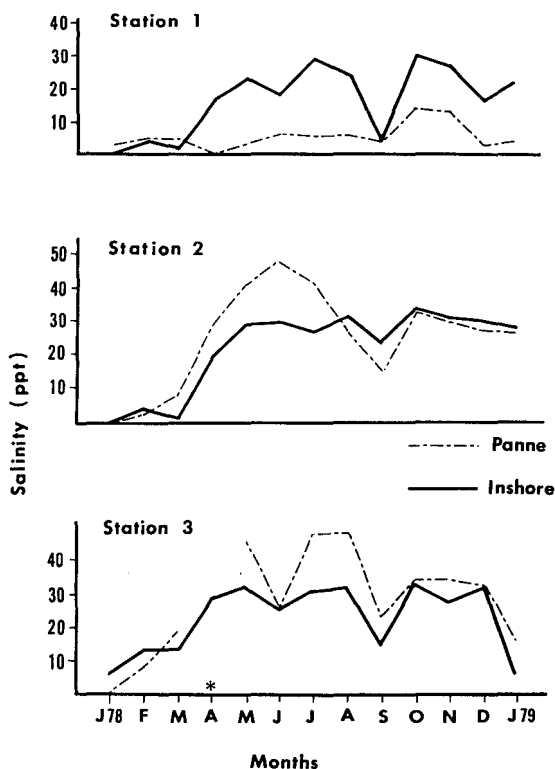 Station 1
40
30
20
10
Station 2
50
40
30
20
10
Salinity (ppt)
Panne
Inshore
Station 3
40
30
20
10
*
J78 F M A M J J A S O N D J79
Months